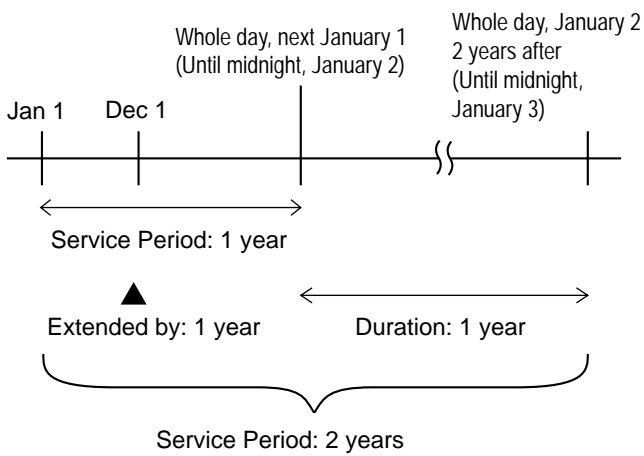 Whole day, next January 1
(Until midnight, January 2)
Whole day, January 2
2 years after
(Until midnight,
January 3)
Jan 1
Dec 1
Service Period: 1 year
Extended by: 1 year
Duration: 1 year
Service Period: 2 years